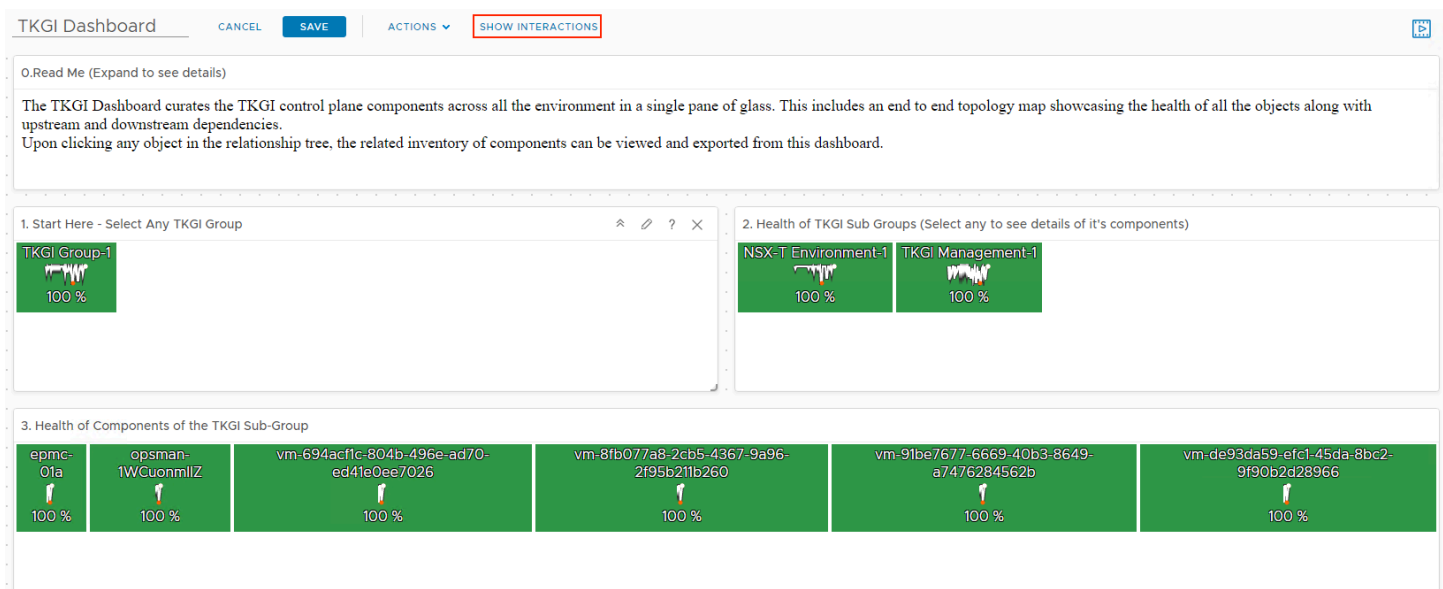 TKGI Dashboard CANCEL SAVE ACTIONS SHOW INTERACTIONS
0.Read Me (Expand to see details)
The TKGI Dashboard curates the TKGI control plane components across all the environment in a single pane of glass. This includes an end to end topology map showcasing the health of all the objects along with
upstream and downstream dependencies.
Upon clicking any object in the relationship tree, the related inventory of components can be viewed and exported from this dashboard.
1. Start Here - Select Any TKGI Group
TKGI Group-1
100 %
2. Health of TKGI Sub Groups (Select any to see details of it's components)
NSX-T Environment-1
100 %
TKGI Management-1
100 %
3. Health of Components of the TKGI Sub-Group
epmc-
01a
100 %
opsman-
1WCuonmIlZ
100 %
vm-694acf1c-804b-496e-ad70-
ed41e0ee7026
100 %
vm-8fb077a8-2cb5-4367-9a96-
2f95b211b260
100 %
vm-91be7677-6669-40b3-8649-
a7476284562b
100 %
vm-de93da59-efc1-45da-8bc2-
9f90b2d28966
100 %